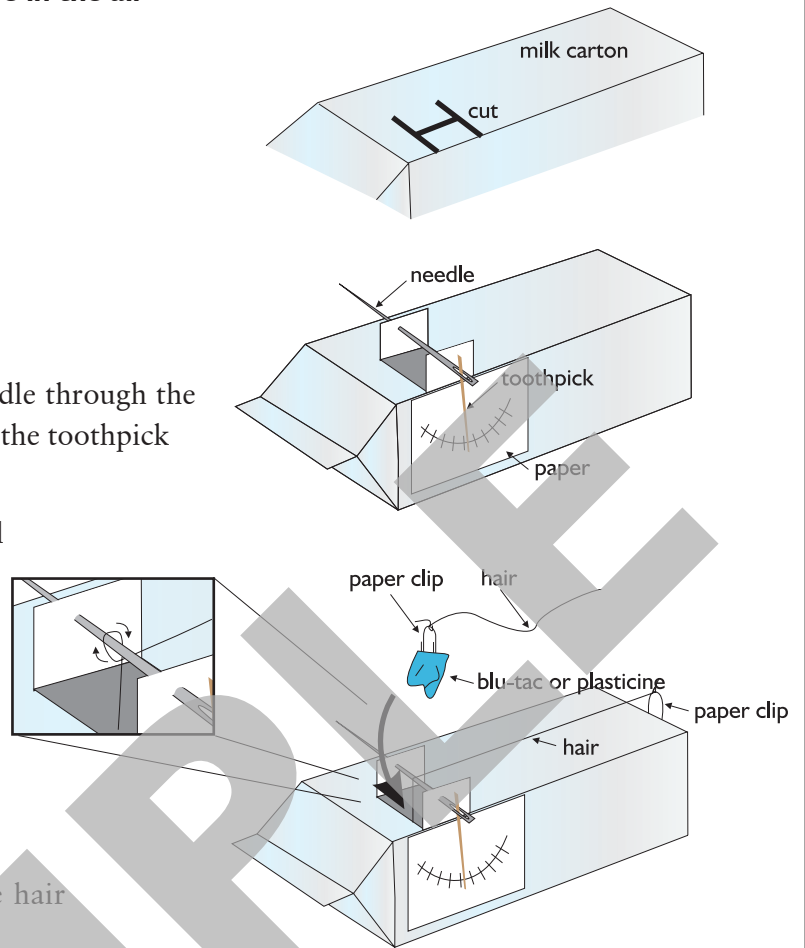 milk carton
cut
needle
dle through the
toothpick
the toothpick
paper
paper clip
hair
blu-tac or plasticine
paper clip
hair
hair